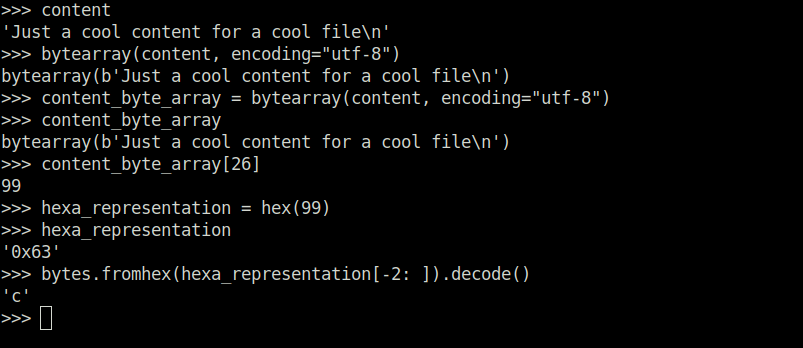 >>> content
'Just a cool content for a cool file\n'
>>> bytearray(content, encoding="utf-8")
bytearray(b'Just a cool content for a cool file\n')
>>> content_byte_array = bytearray(content, encoding="utf-8")
>>> content_byte_array
bytearray(b'Just a cool content for a cool file\n')
>>> content_byte_array[26]
99
>>> hexa_representation = hex(99)
>>> hexa_representation
'0x63'
>>> bytes.fromhex(hexa_representation[-2: ]).decode()
'c'
>>>